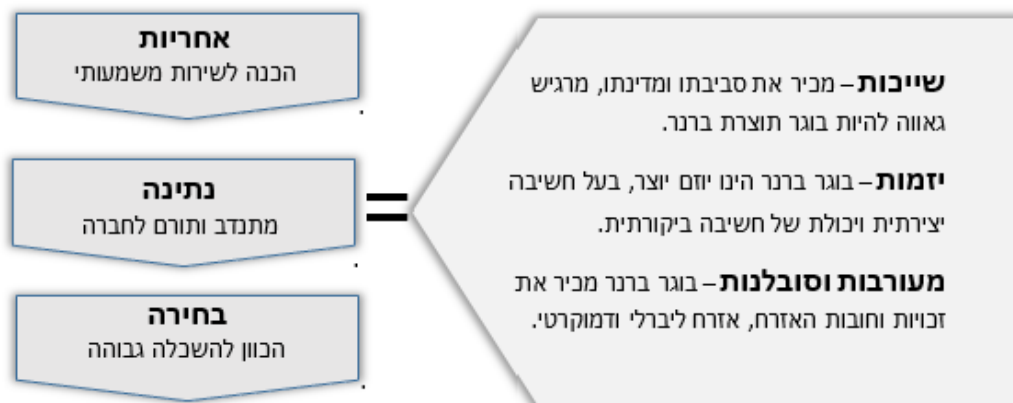 שייכות – מכיר את סביבתו ומדינתו, מרגיש
גאווה להיות בוגר תוצרת ברנר.
יזמות – בוגר ברנר הינו יוזם יוצר, בעל חשיבה
יצירתית ויכולת של חשיבה ביקורתית.
מעורבות וסובלנות – בוגר ברנר מכיר את
זכויות וחובות האזרח, אזרח ליברלי ודמוקרטי.
=
אחריות
הכנה לשירות משמעותי
.
נתינה
מתנדב ותורם לחברה
.
בחירה
הכוון להשכלה גבוהה
.